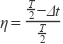 η = (T/2 − Δt) / (T/2)